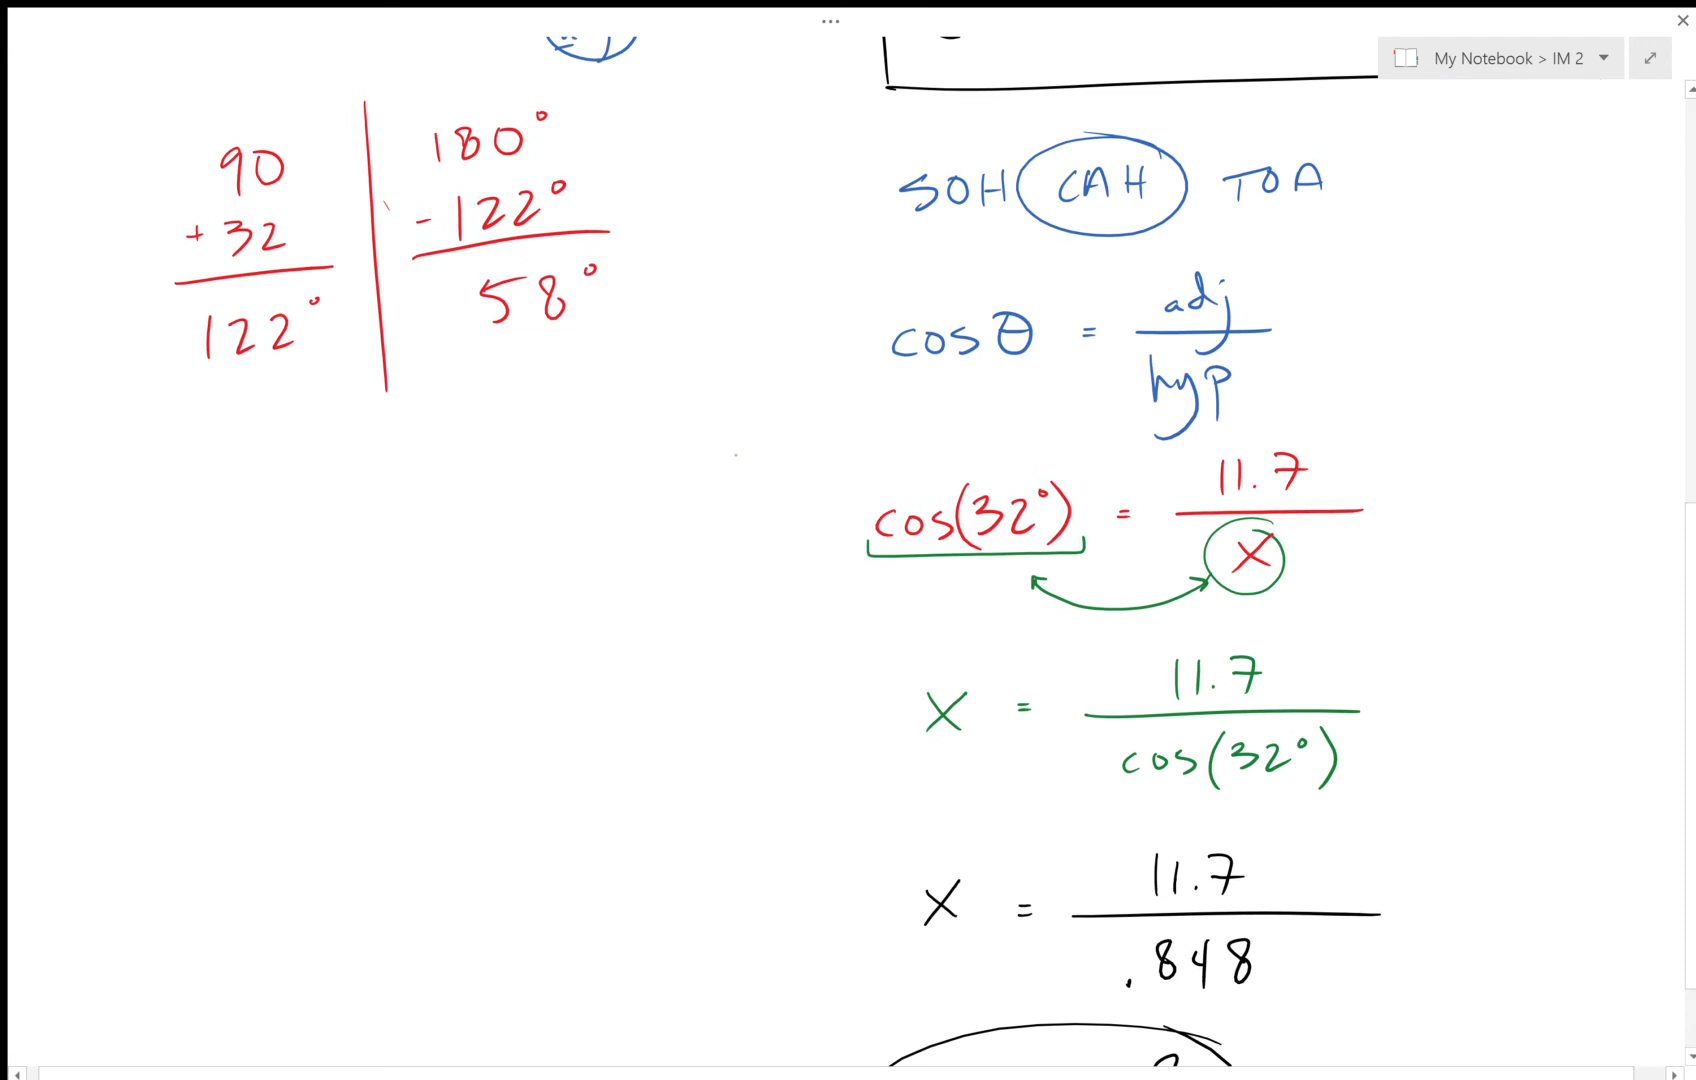 My Notebook > IM 2
90
+ 32
122°
180°
- 122°
58°
SOH CAH TOA
cos θ = adj
hyp
cos(32°) = 11.7
x
x = 11.7
cos(32°)
x = 11.7
.848